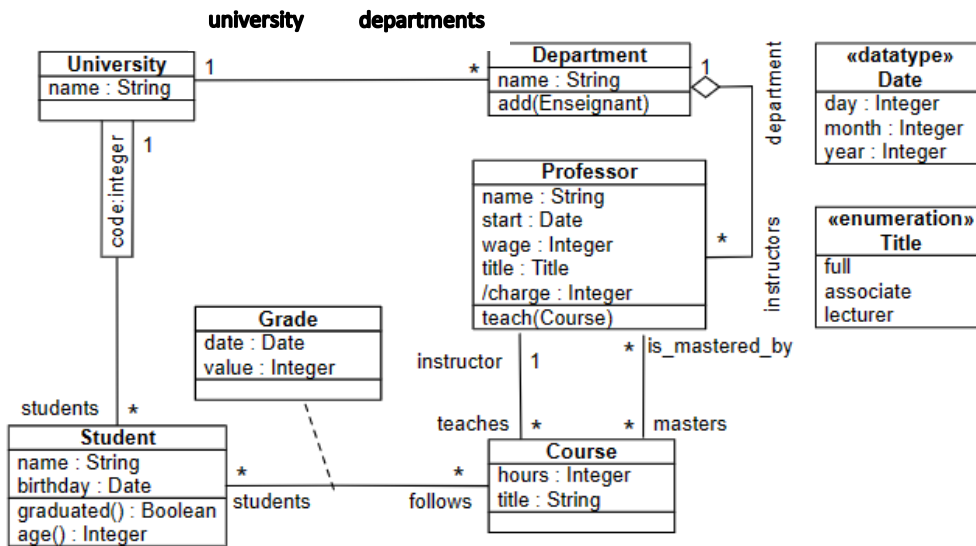 university departments
University
name : String
1
*
Department
name : String
add(Enseignant)
1
department
«datatype»
Date
day : Integer
month : Integer
year : Integer
code:integer
1
Professor
name : String
start : Date
wage : Integer
title : Title
/charge : Integer
teach(Course)
*
instructors
«enumeration»
Title
full
associate
lecturer
Grade
date : Date
value : Integer
instructor
1
*
is_mastered_by
students
*
teaches
*
*
masters
Student
name : String
birthday : Date
graduated() : Boolean
age() : Integer
*
students
*
follows
Course
hours : Integer
title : String